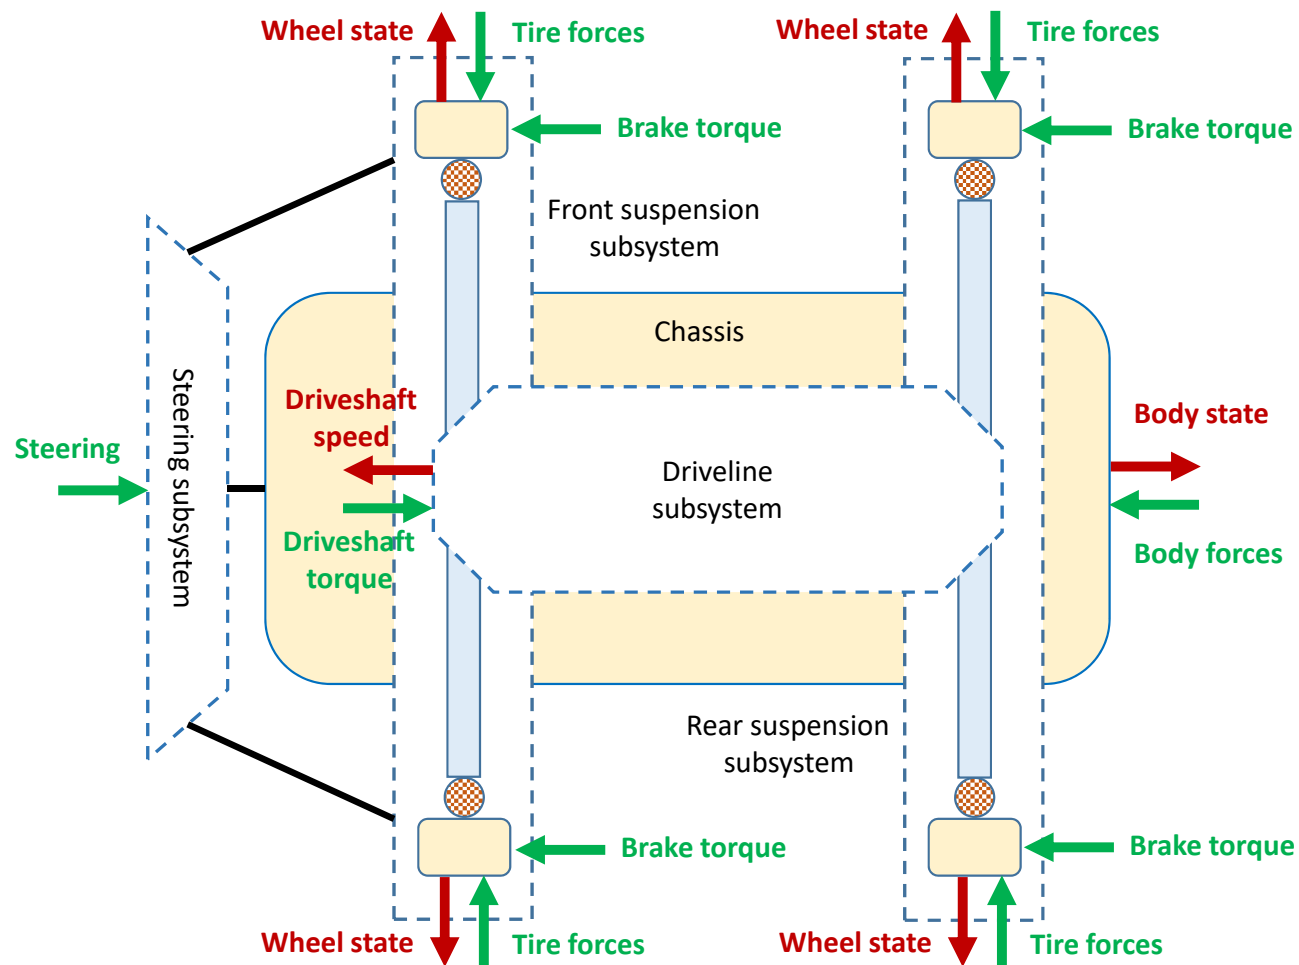 Wheel state
Tire forces
Wheel state
Tire forces
Brake torque
Brake torque
Front suspension
subsystem
Chassis
Steering subsystem
Driveshaft
speed
Body state
Steering
Driveline
subsystem
Driveshaft
torque
Body forces
Rear suspension
subsystem
Brake torque
Brake torque
Wheel state
Tire forces
Wheel state
Tire forces